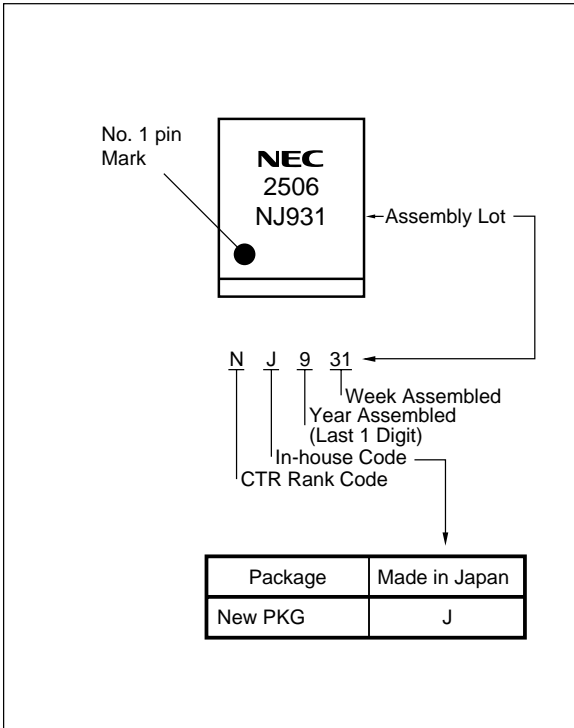 No. 1 pin
Mark
NEC
2506
NJ931
Assembly Lot
N J 9 31
Week Assembled
Year Assembled
(Last 1 Digit)
In-house Code
CTR Rank Code
Package Made in Japan
New PKG J